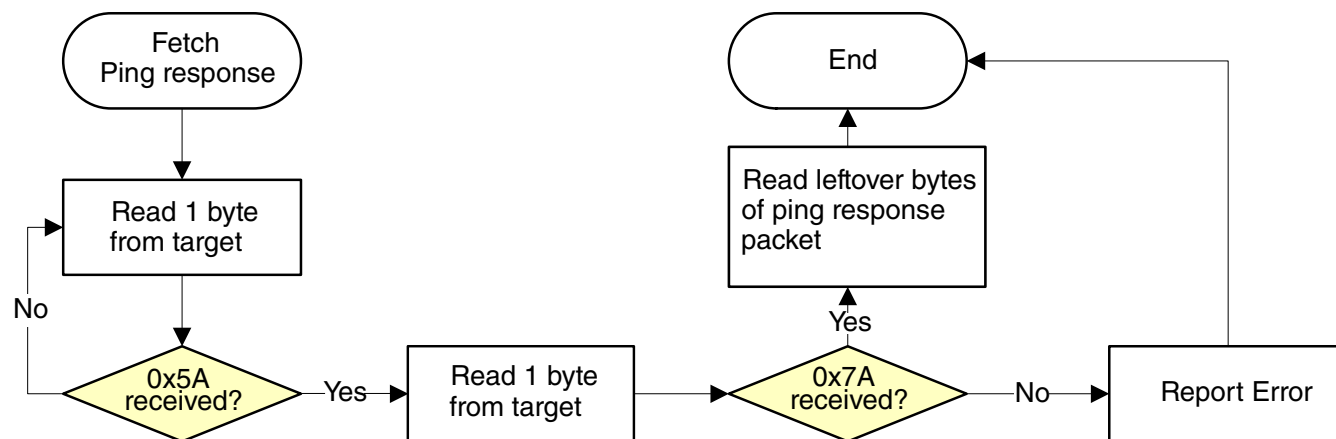 Fetch
Ping response
Read 1 byte
from target
No
0x5A
received?
Yes
Read 1 byte
from target
0x7A
received?
Yes
Read leftover bytes
of ping response
packet
End
No
Report Error